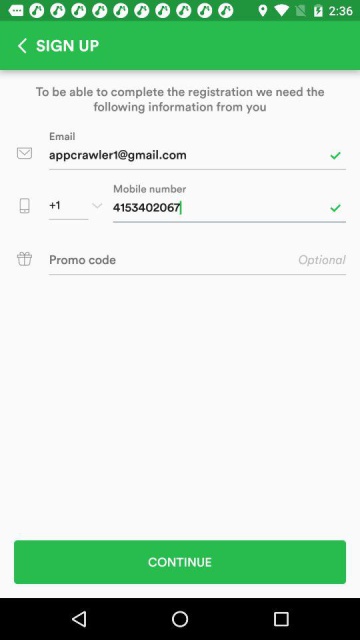 2:36
SIGN UP
To be able to complete the registration we need the
following information from you
Email
appcrawler1@gmail.com
Mobile number
+1
4153402067
Promo code
Optional
CONTINUE